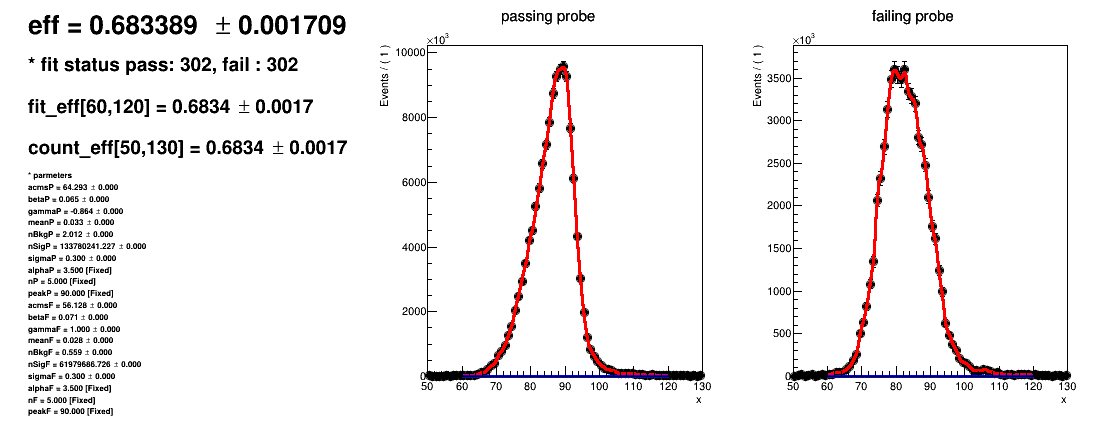 eff = 0.683389 ± 0.001709
* fit status pass: 302, fail : 302
fit_eff[60,120] = 0.6834 ± 0.0017
count_eff[50,130] = 0.6834 ± 0.0017
* parmeters
acmsP = 64.293 ± 0.000
betaP = 0.065 ± 0.000
gammaP = -0.864 ± 0.000
meanP = 0.033 ± 0.000
nBkgP = 2.012 ± 0.000
nSigP = 133780241.227 ± 0.000
sigmaP = 0.300 ± 0.000
alphaP = 3.500 [Fixed]
nP = 5.000 [Fixed]
peakP = 90.000 [Fixed]
acmsF = 56.128 ± 0.000
betaF = 0.071 ± 0.000
gammaF = 1.000 ± 0.000
meanF = 0.028 ± 0.000
nBkgF = 0.559 ± 0.000
nSigF = 61979686.726 ± 0.000
sigmaF = 0.300 ± 0.000
alphaF = 3.500 [Fixed]
nF = 5.000 [Fixed]
peakF = 90.000 [Fixed]
passing probe
×10³
Events / ( 1 )
10000
8000
6000
4000
2000
0
50 60 70 80 90 100 110 120 130
x
failing probe
×10³
Events / ( 1 )
3500
3000
2500
2000
1500
1000
500
0
50 60 70 80 90 100 110 120 130
x